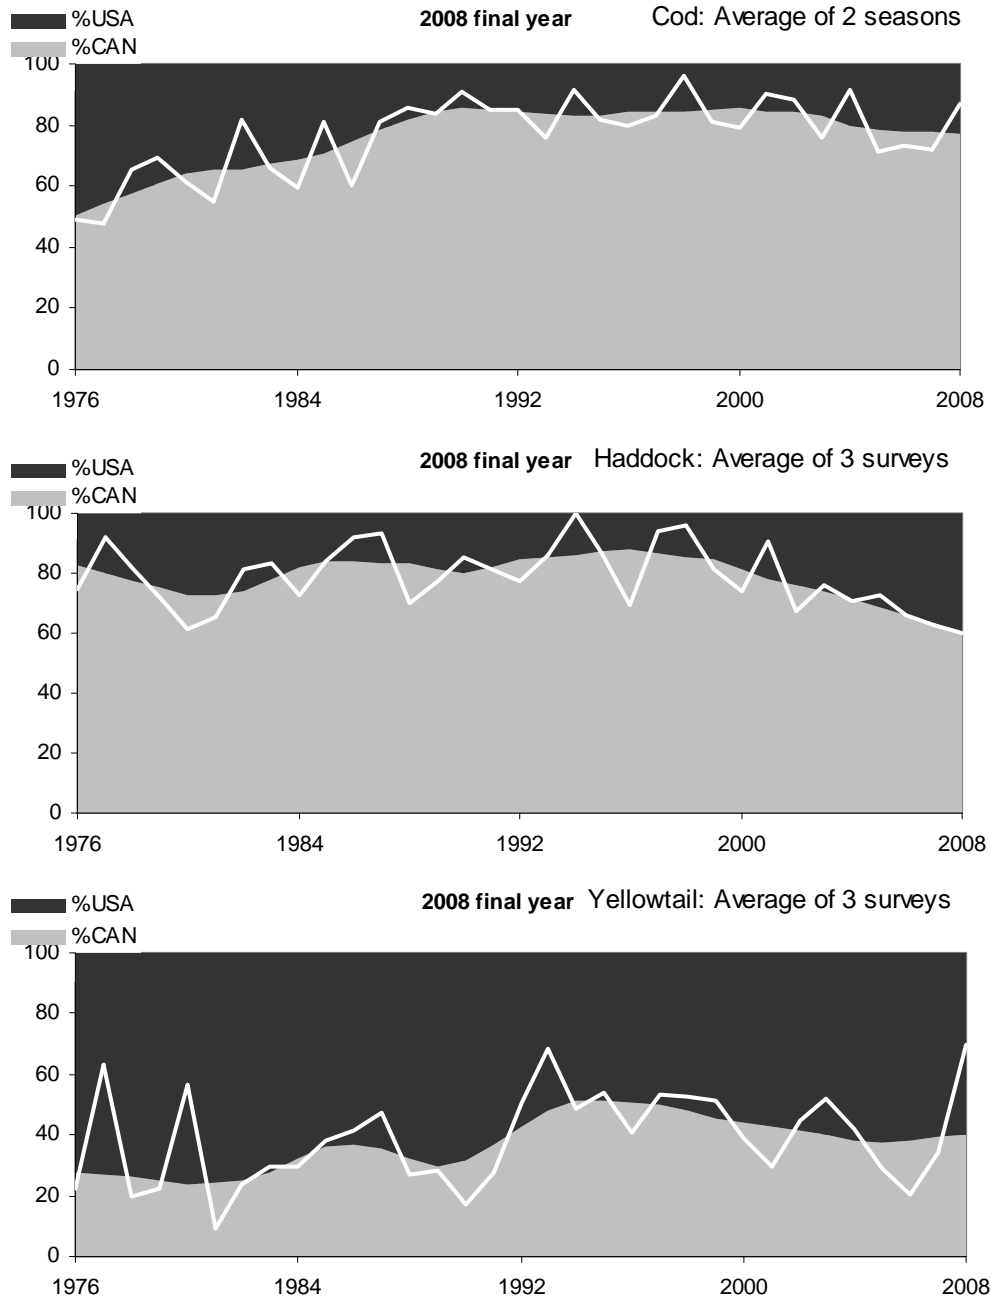 %USA
2008 final year Cod: Average of 2 seasons
%CAN
100
80
60
40
20
0
1976 1984 1992 2000 2008
%USA
2008 final year Haddock: Average of 3 surveys
%CAN
100
80
60
40
20
0
1976 1984 1992 2000 2008
%USA
2008 final year Yellowtail: Average of 3 surveys
%CAN
100
80
60
40
20
0
1976 1984 1992 2000 2008